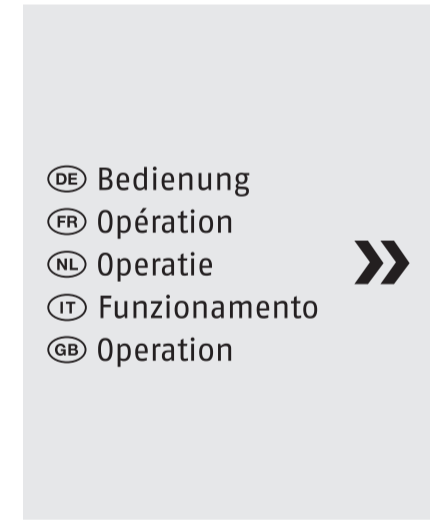 DE Bedienung
FR Opération
NL Operatie
IT Funzionamento
GB Operation